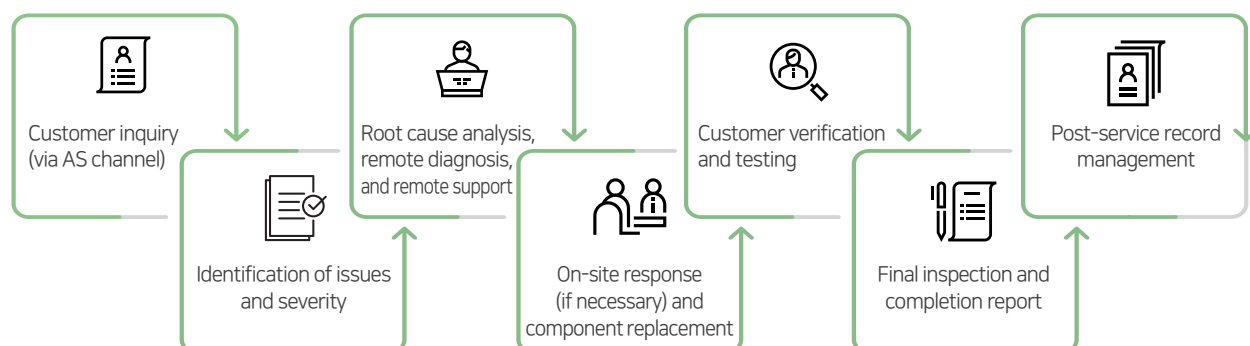 Customer inquiry
(via AS channel)
Identification of issues
and severity
Root cause analysis,
remote diagnosis,
and remote support
On-site response
(if necessary) and
component replacement
Customer verification
and testing
Final inspection and
completion report
Post-service record
management